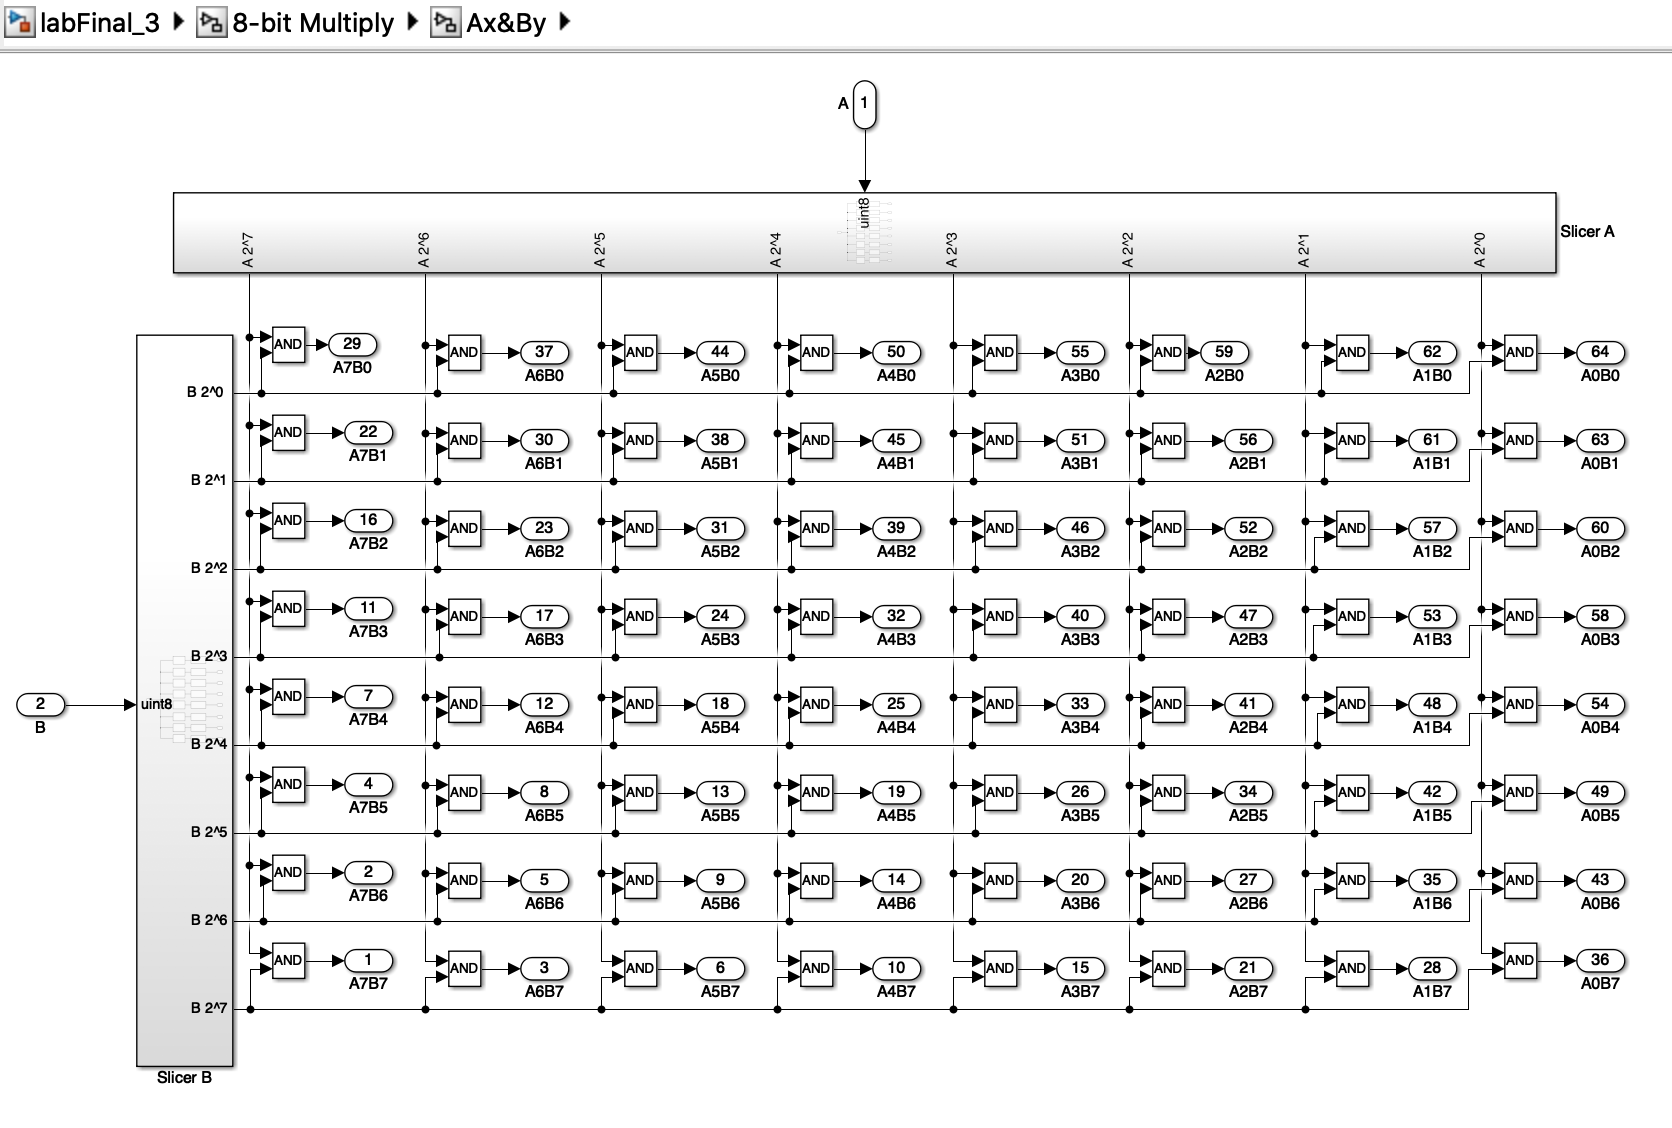 labFinal_3 8-bit Multiply Ax&By
A 1
uint8
Slicer A
A 2^7 A 2^6 A 2^5 A 2^4 A 2^3 A 2^2 A 2^1 A 2^0
AND 29 AND 37 AND 44 AND 50 AND 55 AND 59 AND 62 AND 64
A7B0 A6B0 A5B0 A4B0 A3B0 A2B0 A1B0 A0B0
B 2^0
AND 22 AND 30 AND 38 AND 45 AND 51 AND 56 AND 61 AND 63
A7B1 A6B1 A5B1 A4B1 A3B1 A2B1 A1B1 A0B1
B 2^1
AND 16 AND 23 AND 31 AND 39 AND 46 AND 52 AND 57 AND 60
A7B2 A6B2 A5B2 A4B2 A3B2 A2B2 A1B2 A0B2
B 2^2
AND 11 AND 17 AND 24 AND 32 AND 40 AND 47 AND 53 AND 58
A7B3 A6B3 A5B3 A4B3 A3B3 A2B3 A1B3 A0B3
B 2^3
2 uint8 AND 7 AND 12 AND 18 AND 25 AND 33 AND 41 AND 48 AND 54
B A7B4 A6B4 A5B4 A4B4 A3B4 A2B4 A1B4 A0B4
B 2^4
AND 4 AND 8 AND 13 AND 19 AND 26 AND 34 AND 42 AND 49
A7B5 A6B5 A5B5 A4B5 A3B5 A2B5 A1B5 A0B5
B 2^5
AND 2 AND 5 AND 9 AND 14 AND 20 AND 27 AND 35 AND 43
A7B6 A6B6 A5B6 A4B6 A3B6 A2B6 A1B6 A0B6
B 2^6
AND 1 AND 3 AND 6 AND 10 AND 15 AND 21 AND 28 AND 36
A7B7 A6B7 A5B7 A4B7 A3B7 A2B7 A1B7 A0B7
B 2^7
Slicer B